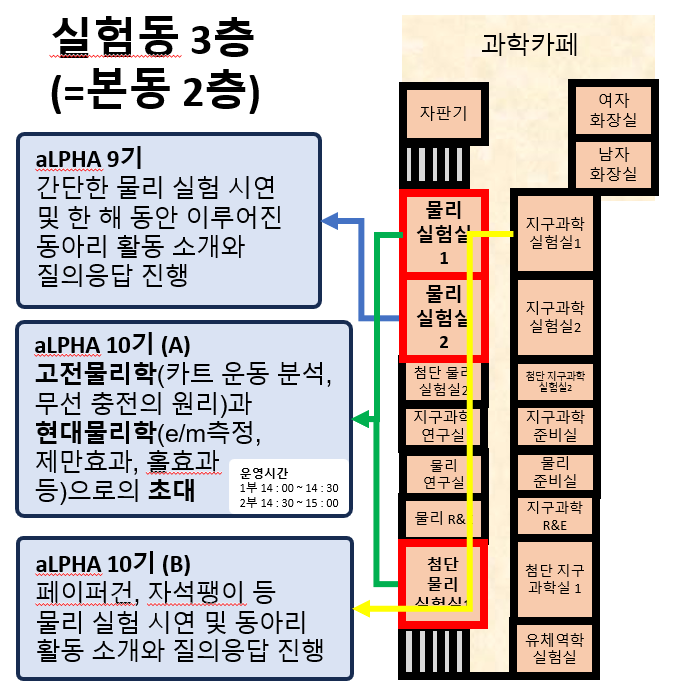 실험동 3층
(=본동 2층)
aLPHA 9기
간단한 물리 실험 시연
및 한 해 동안 이루어진
동아리 활동 소개와
질의응답 진행
aLPHA 10기 (A)
고전물리학(카트 운동 분석,
무선 충전의 원리)과
현대물리학(e/m측정,
제만효과, 홀효과
등)으로의 초대
운영시간
1부 14 : 00 ~ 14 : 30
2부 14 : 30 ~ 15 : 00
aLPHA 10기 (B)
페이퍼건, 자석팽이 등
물리 실험 시연 및 동아리
활동 소개와 질의응답 진행
과학카페
자판기
여자
화장실
남자
화장실
물리
실험실
1
지구과학
실험실1
물리
실험실
2
지구과학
실험실2
첨단 물리
실험실2
첨단 지구과학
실험실2
지구과학
연구실
지구과학
준비실
물리
연구실
물리
준비실
물리 R&E
지구과학
R&E
첨단
물리
실험실1
첨단 지구
과학실 1
유체역학
실험실